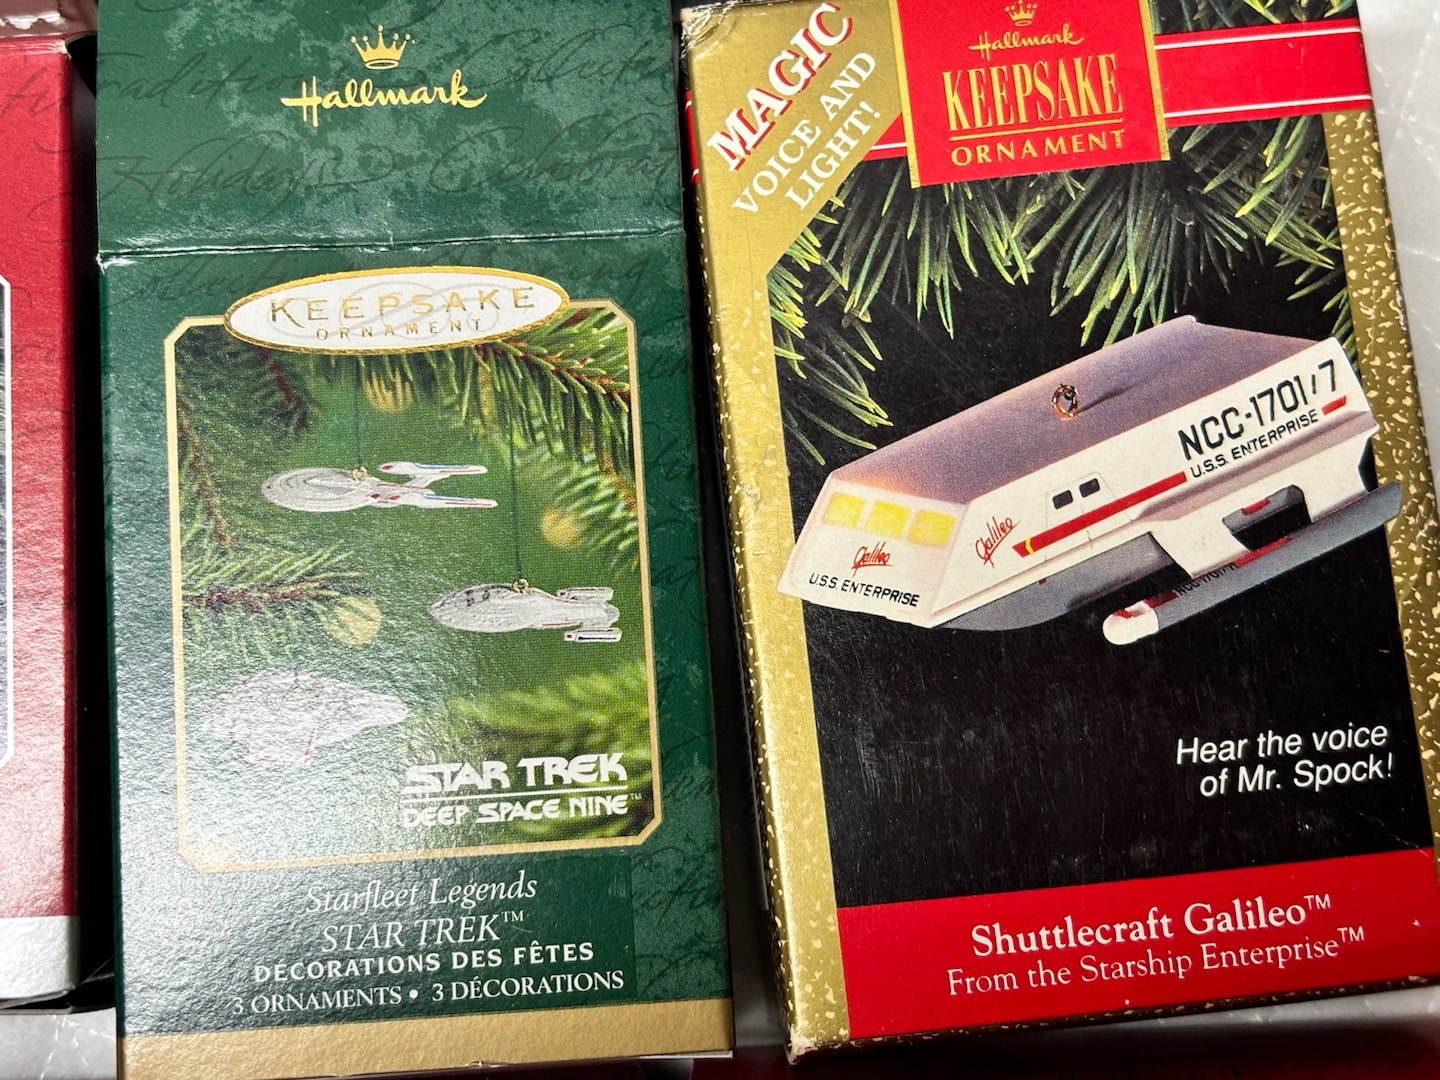 Hallmark
KEEPSAKE
ORNAMENT
STAR TREK
DEEP SPACE NINE™
Starfleet Legends
STAR TREK™
DÉCORATIONS DES FÊTES
3 ORNAMENTS • 3 DÉCORATIONS
MAGIC
VOICE AND
LIGHT!
Hallmark
KEEPSAKE
ORNAMENT
NCC-1701/7
U.S.S. ENTERPRISE
Galileo
Galileo
U.S.S. ENTERPRISE
Hear the voice
of Mr. Spock!
Shuttlecraft Galileo™
From the Starship Enterprise™